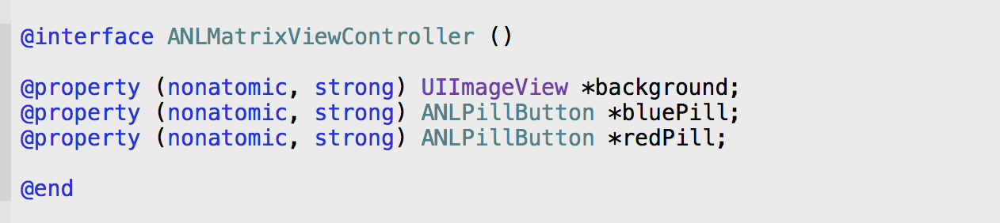 @interface ANLMatrixViewController ()
@property (nonatomic, strong) UIImageView *background;
@property (nonatomic, strong) ANLPillButton *bluePill;
@property (nonatomic, strong) ANLPillButton *redPill;
@end